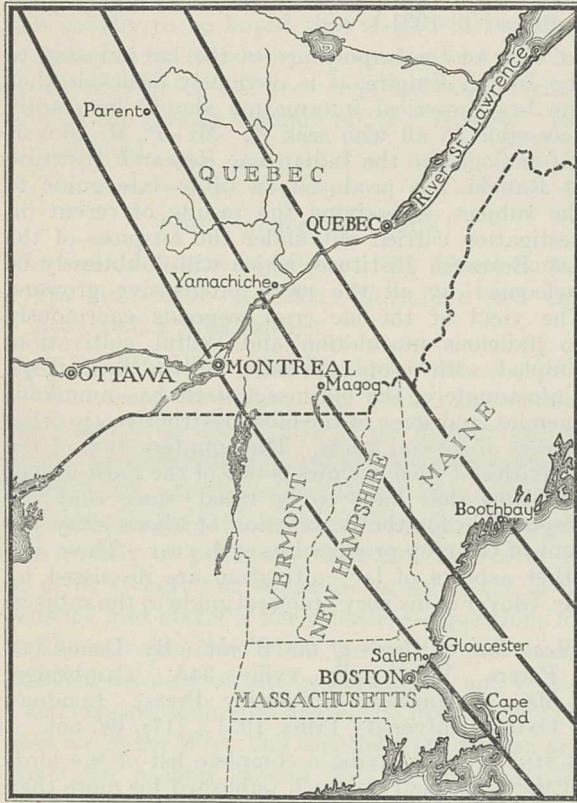 Parent
QUEBEC
River St. Lawrence
QUEBEC
Yamachiche
OTTAWA
MONTREAL
Magog
MAINE
VERMONT
NEW HAMPSHIRE
Boothbay
Gloucester
Salem
BOSTON
MASSACHUSETTS
Cape
Cod